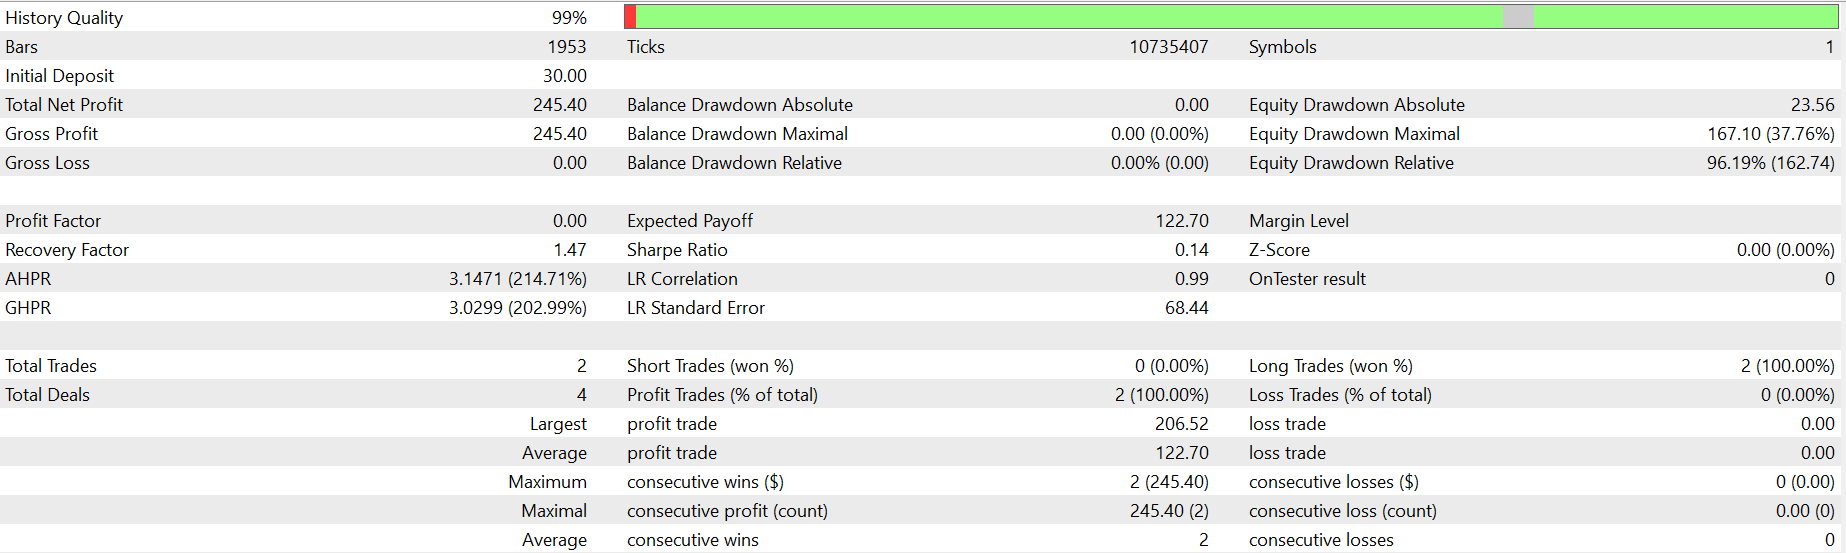 History Quality 99%
Bars 1953 Ticks 10735407 Symbols 1
Initial Deposit 30.00
Total Net Profit 245.40 Balance Drawdown Absolute 0.00 Equity Drawdown Absolute 23.56
Gross Profit 245.40 Balance Drawdown Maximal 0.00 (0.00%) Equity Drawdown Maximal 167.10 (37.76%)
Gross Loss 0.00 Balance Drawdown Relative 0.00% (0.00) Equity Drawdown Relative 96.19% (162.74)
Profit Factor 0.00 Expected Payoff 122.70 Margin Level
Recovery Factor 1.47 Sharpe Ratio 0.14 Z-Score 0.00 (0.00%)
AHPR 3.1471 (214.71%) LR Correlation 0.99 OnTester result 0
GHPR 3.0299 (202.99%) LR Standard Error 68.44
Total Trades 2 Short Trades (won %) 0 (0.00%) Long Trades (won %) 2 (100.00%)
Total Deals 4 Profit Trades (% of total) 2 (100.00%) Loss Trades (% of total) 0 (0.00%)
Largest profit trade 206.52 loss trade 0.00
Average profit trade 122.70 loss trade 0.00
Maximum consecutive wins ($) 2 (245.40) consecutive losses ($) 0 (0.00)
Maximal consecutive profit (count) 245.40 (2) consecutive loss (count) 0.00 (0)
Average consecutive wins 2 consecutive losses 0